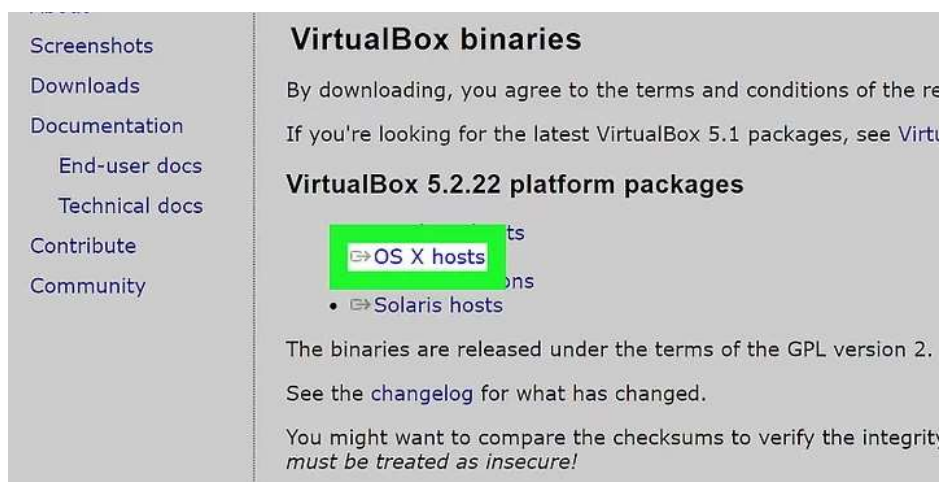 Screenshots
Downloads
Documentation
End-user docs
Technical docs
Contribute
Community
VirtualBox binaries
By downloading, you agree to the terms and conditions of the re
If you're looking for the latest VirtualBox 5.1 packages, see Virtu
VirtualBox 5.2.22 platform packages
ts
OS X hosts
ons
• Solaris hosts
The binaries are released under the terms of the GPL version 2.
See the changelog for what has changed.
You might want to compare the checksums to verify the integrity
must be treated as insecure!